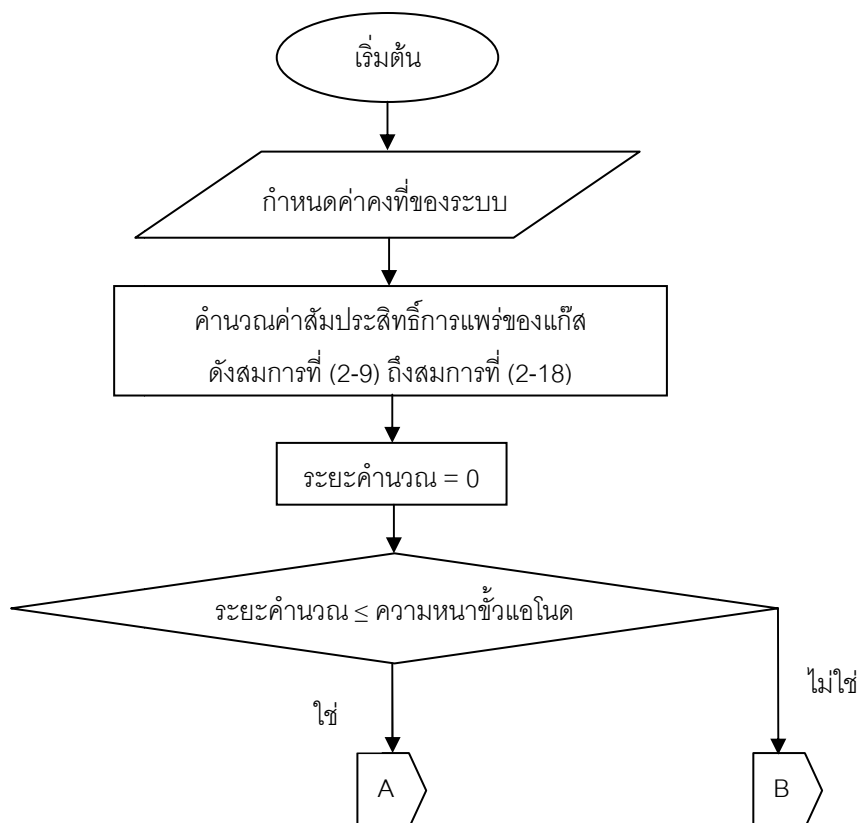 เริ่มต้น
กำหนดค่าคงที่ของระบบ
คำนวณค่าสัมประสิทธิ์การแพร่ของแก๊ส
ดังสมการที่ (2-9) ถึงสมการที่ (2-18)
ระยะคำนวณ = 0
ระยะคำนวณ ≤ ความหนาขั้วแอโนด
ไม่ใช่
ใช่
A
B